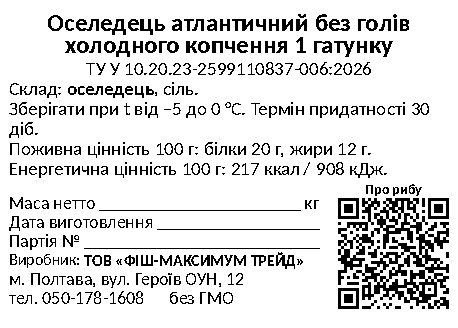 Оселедець атлантичний без голів
холодного копчення 1 гатунку
ТУ У 10.20.23-2599110837-006:2026
Склад: оселедець, сіль.
Зберігати при t від –5 до 0 °С. Термін придатності 30
діб.
Поживна цінність 100 г: білки 20 г, жири 12 г.
Енергетична цінність 100 г: 217 ккал / 908 кДж.
Про рибу
Маса нетто ______________________ кг
Дата виготовлення __________________
Партія № __________________________
Виробник: ТОВ «ФІШ-МАКСИМУМ ТРЕЙД»
м. Полтава, вул. Героїв ОУН, 12
тел. 050-178-1608 без ГМО